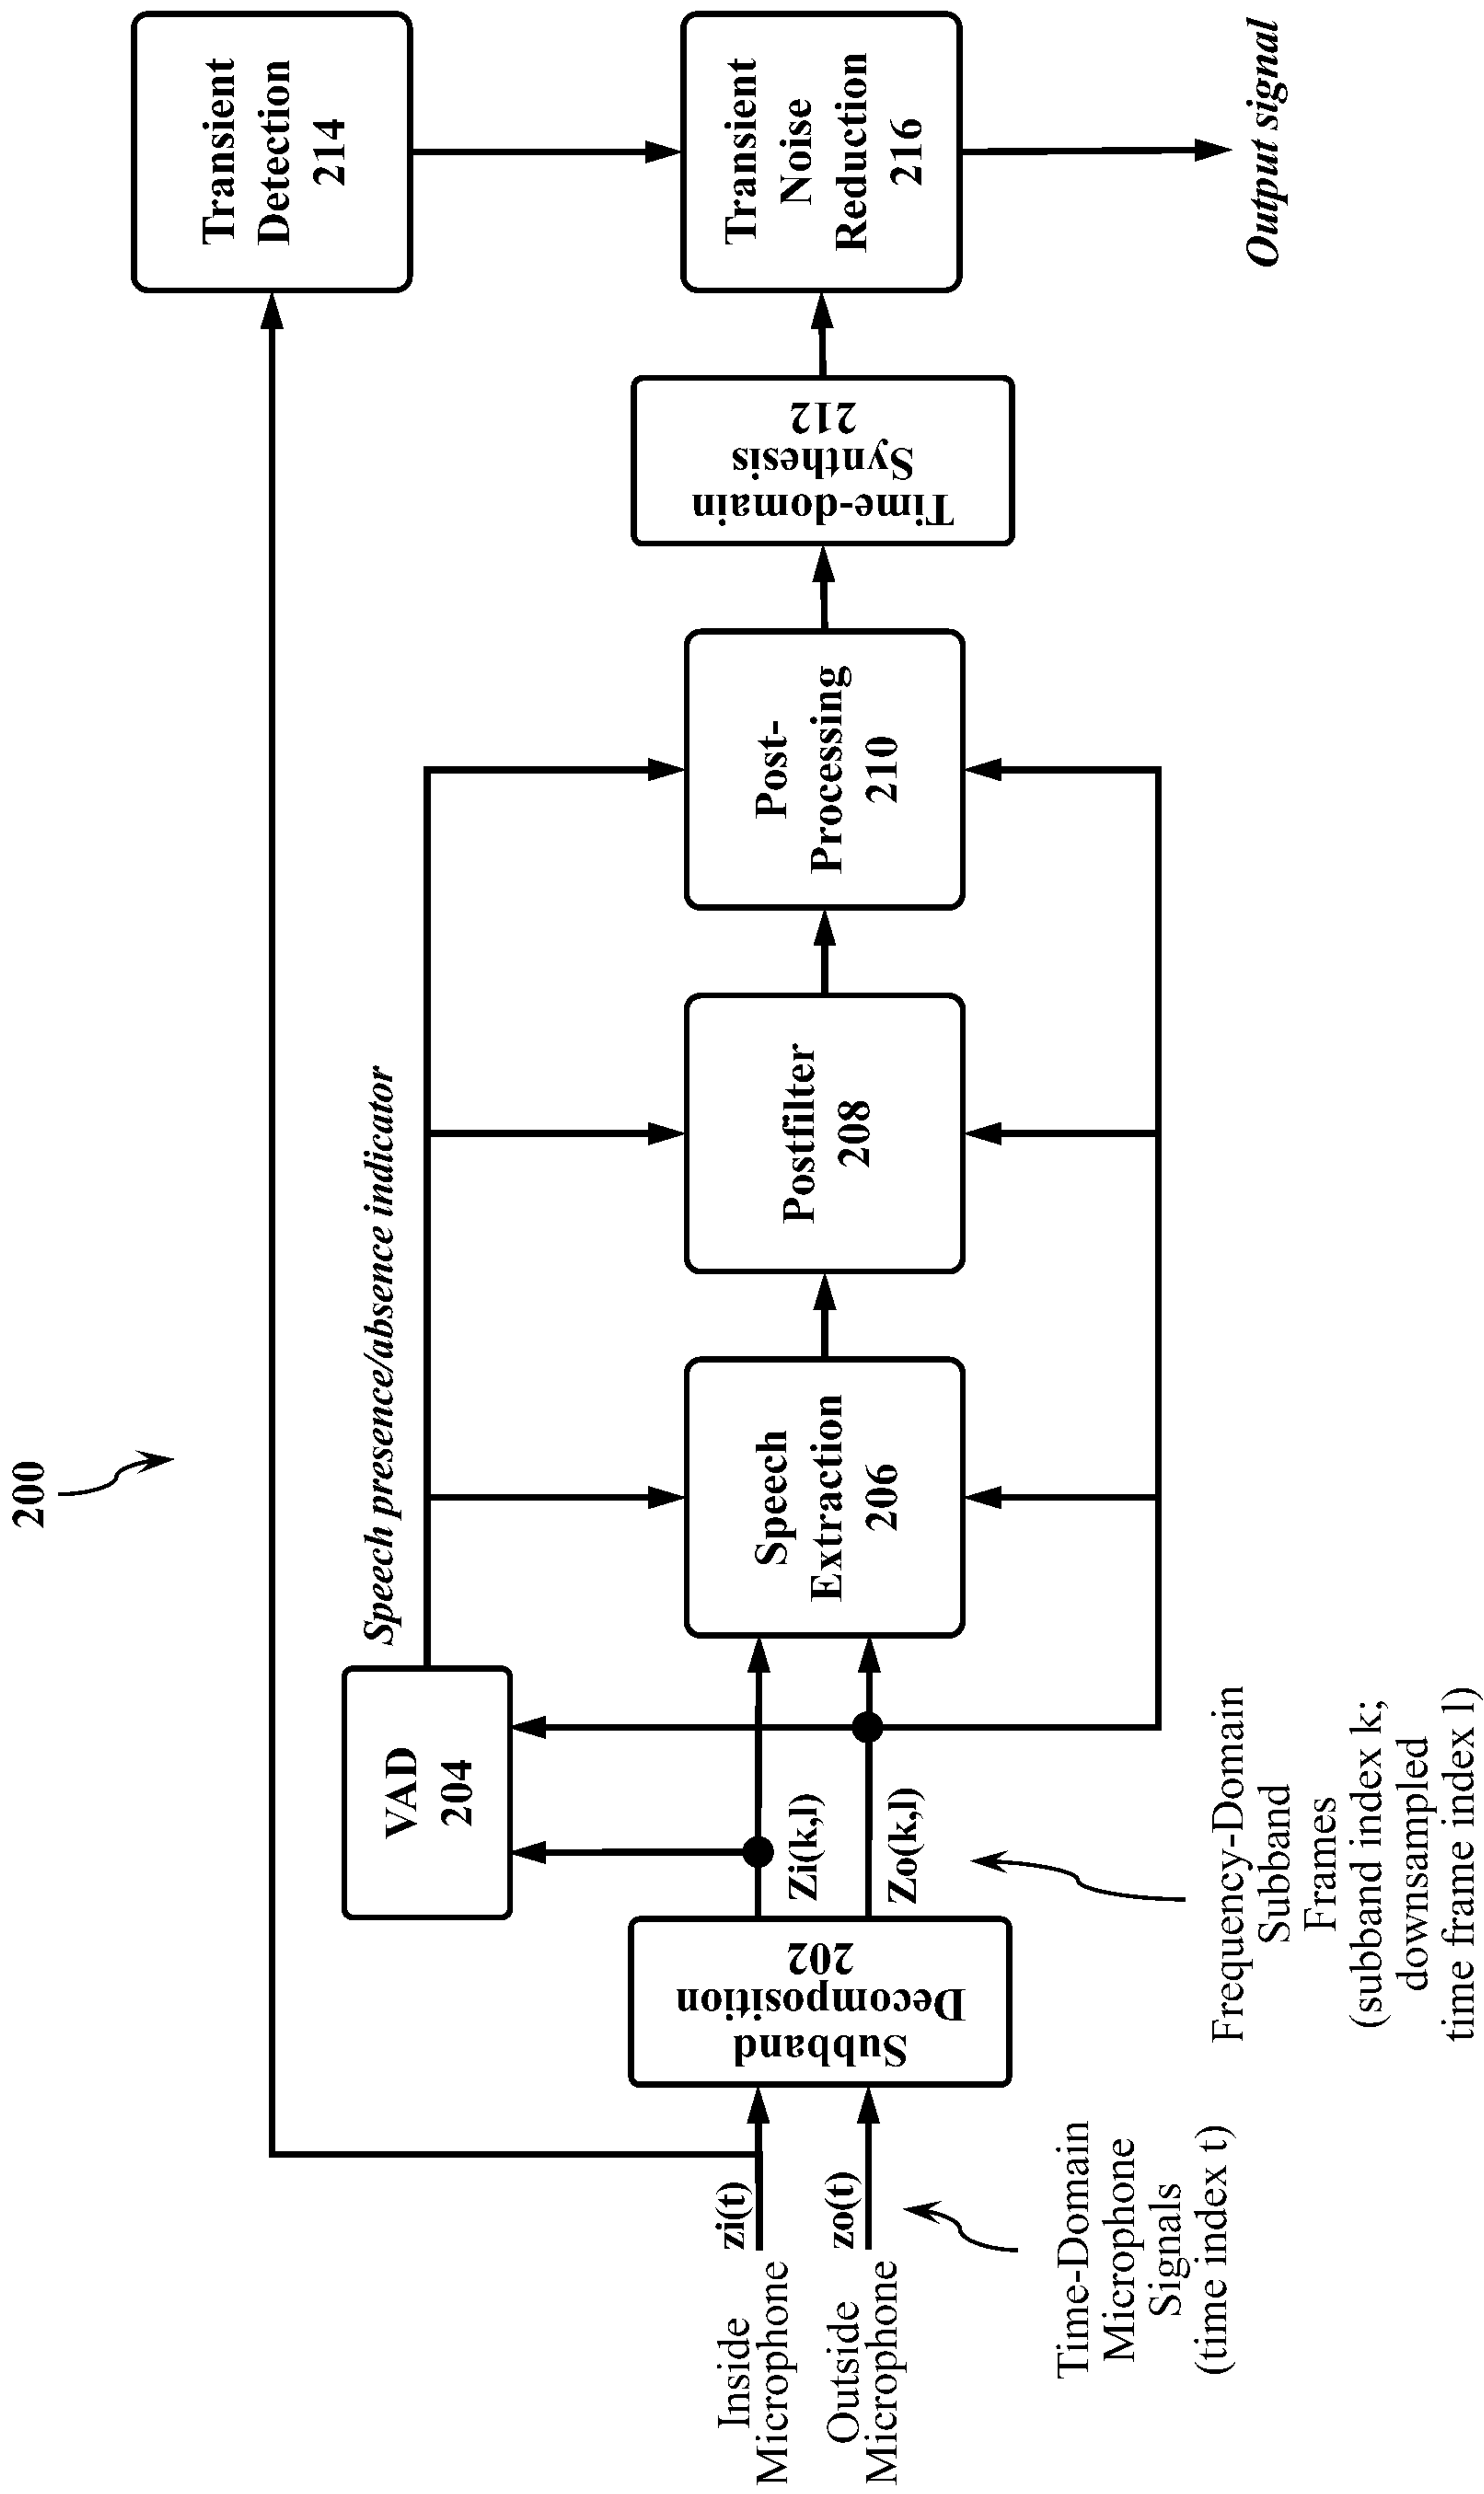 200
Transient
Detection
214
Speech presence/absence indicator
VAD
204
Inside
Microphone
zi(t)
Outside
Microphone
zo(t)
Subband
Decomposition
202
Zi(k,l)
Zo(k,l)
Speech
Extraction
206
Postfilter
208
Post-
Processing
210
Time-domain
Synthesis
212
Transient
Noise
Reduction
216
Time-Domain
Microphone
Signals
(time index t)
Frequency-Domain
Subband
Frames
(subband index k;
downsampled
time frame index l)
Output signal